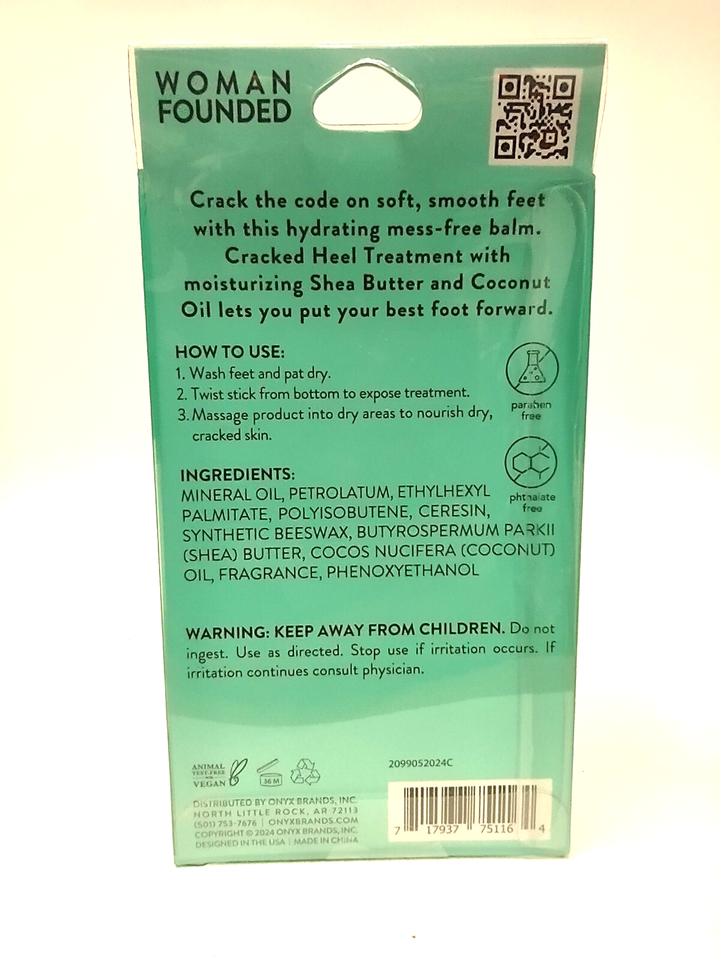 WOMAN
FOUNDED
Crack the code on soft, smooth feet
with this hydrating mess-free balm.
Cracked Heel Treatment with
moisturizing Shea Butter and Coconut
Oil lets you put your best foot forward.
HOW TO USE:
1. Wash feet and pat dry.
2. Twist stick from bottom to expose treatment.
3. Massage product into dry areas to nourish dry,
cracked skin.
paraben
free
INGREDIENTS:
MINERAL OIL, PETROLATUM, ETHYLHEXYL
PALMITATE, POLYISOBUTENE, CERESIN,
SYNTHETIC BEESWAX, BUTYROSPERMUM PARKII
(SHEA) BUTTER, COCOS NUCIFERA (COCONUT)
OIL, FRAGRANCE, PHENOXYETHANOL
phthalate
free
WARNING: KEEP AWAY FROM CHILDREN. Do not
ingest. Use as directed. Stop use if irritation occurs. If
irritation continues consult physician.
ANIMAL
TEST-FREE
VEGAN
36 M
2099052024C
DISTRIBUTED BY ONYX BRANDS, INC.
NORTH LITTLE ROCK, AR 72113
(501) 753-7676 | ONYXBRANDS.COM
COPYRIGHT © 2024 ONYX BRANDS, INC.
DESIGNED IN THE USA | MADE IN CHINA
7 17937 75116 4